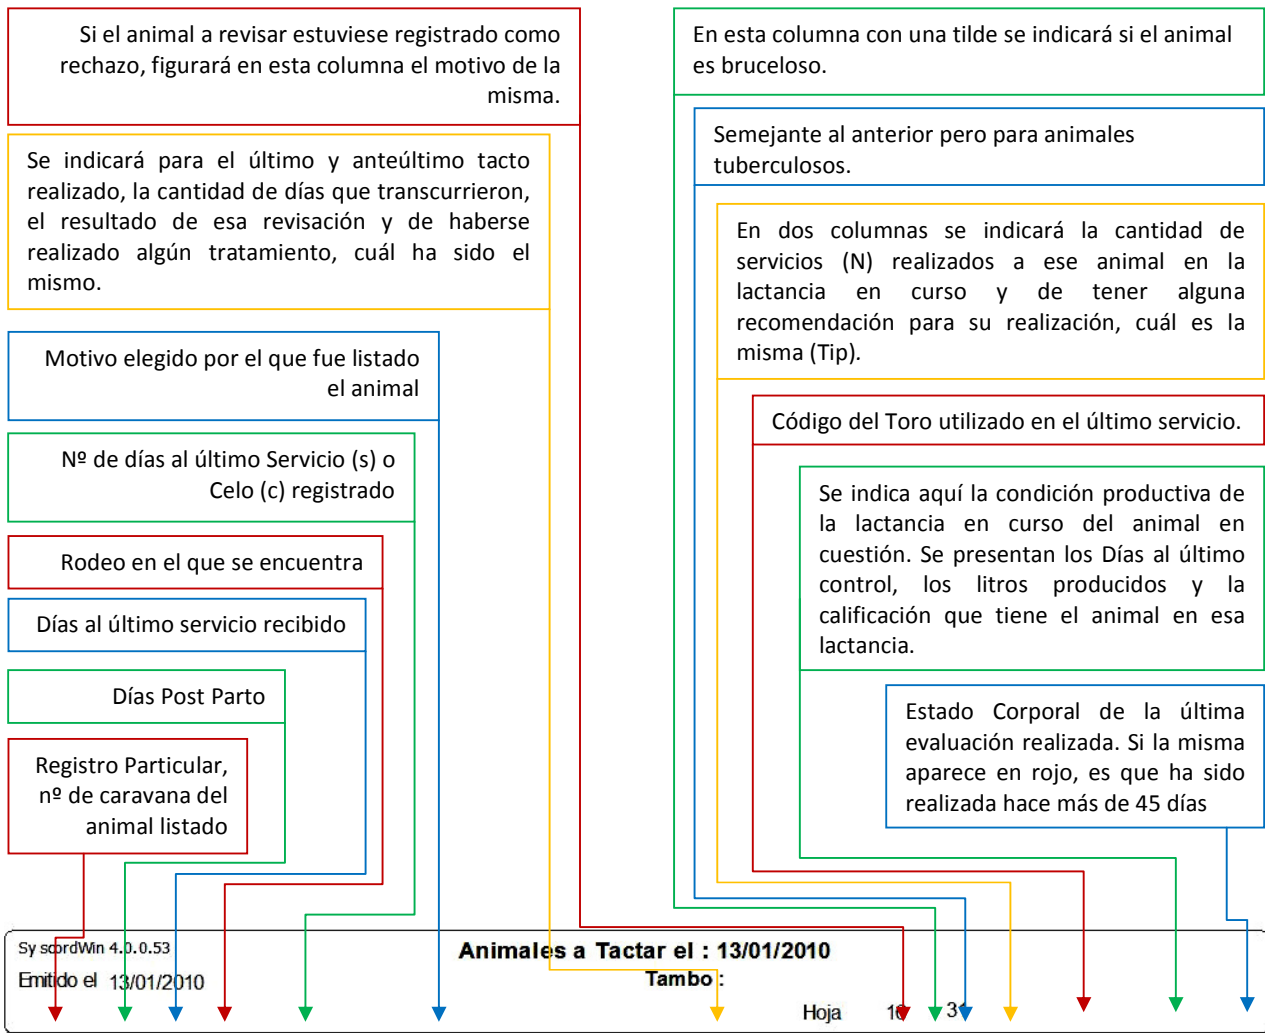 Si el animal a revisar estuviese registrado como
rechazo, figurará en esta columna el motivo de la
misma.
Se indicará para el último y anteúltimo tacto
realizado, la cantidad de días que transcurrieron,
el resultado de esa revisación y de haberse
realizado algún tratamiento, cuál ha sido el
mismo.
Motivo elegido por el que fue listado
el animal
Nº de días al último Servicio (s) o
Celo (c) registrado
Rodeo en el que se encuentra
Días al último servicio recibido
Días Post Parto
Registro Particular,
nº de caravana del
animal listado
En esta columna con una tilde se indicará si el animal
es bruceloso.
Semejante al anterior pero para animales
tuberculosos.
En dos columnas se indicará la cantidad de
servicios (N) realizados a ese animal en la
lactancia en curso y de tener alguna
recomendación para su realización, cuál es la
misma (Tip).
Código del Toro utilizado en el último servicio.
Se indica aquí la condición productiva de
la lactancia en curso del animal en
cuestión. Se presentan los Días al último
control, los litros producidos y la
calificación que tiene el animal en esa
lactancia.
Estado Corporal de la última
evaluación realizada. Si la misma
aparece en rojo, es que ha sido
realizada hace más de 45 días
SyscordWin 4.0.0.53
Animales a Tactar el : 13/01/2010
Emitido el 13/01/2010
Tambo :
Hoja